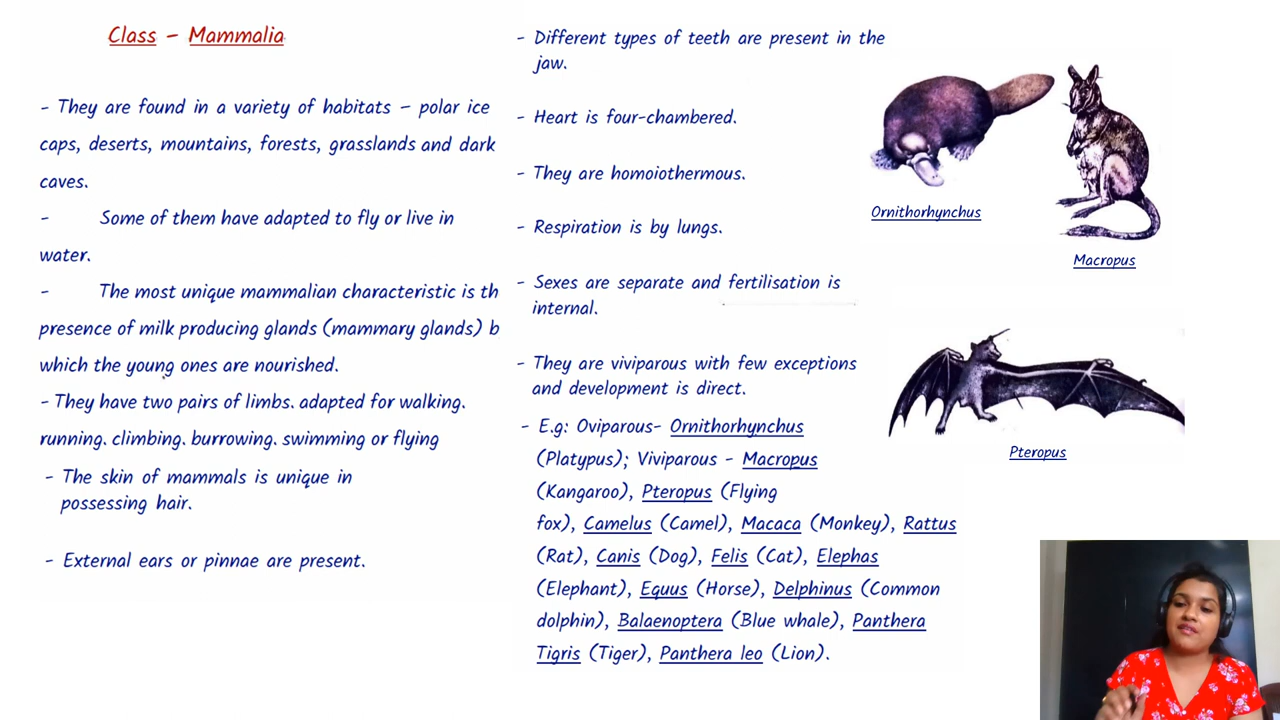 Class – Mammalia
- They are found in a variety of habitats – polar ice
caps, deserts, mountains, forests, grasslands and dark
caves.
- Some of them have adapted to fly or live in
water.
- The most unique mammalian characteristic is th
presence of milk producing glands (mammary glands) b
which the young ones are nourished.
- They have two pairs of limbs. adapted for walking.
running. climbing. burrowing. swimming or flying
- The skin of mammals is unique in
possessing hair.
- External ears or pinnae are present.
- Different types of teeth are present in the
jaw.
- Heart is four-chambered.
- They are homoiothermous.
- Respiration is by lungs.
- Sexes are separate and fertilisation is
internal.
- They are viviparous with few exceptions
and development is direct.
- E.g: Oviparous- Ornithorhynchus
(Platypus); Viviparous - Macropus
(Kangaroo), Pteropus (Flying
fox), Camelus (Camel), Macaca (Monkey), Rattus
(Rat), Canis (Dog), Felis (Cat), Elephas
(Elephant), Equus (Horse), Delphinus (Common
dolphin), Balaenoptera (Blue whale), Panthera
Tigris (Tiger), Panthera leo (Lion).
Ornithorhynchus
Macropus
Pteropus